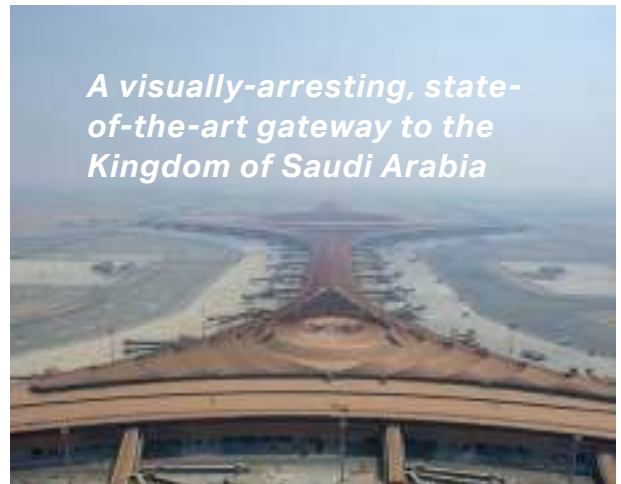 A visually-arresting, state-
of-the-art gateway to the
Kingdom of Saudi Arabia